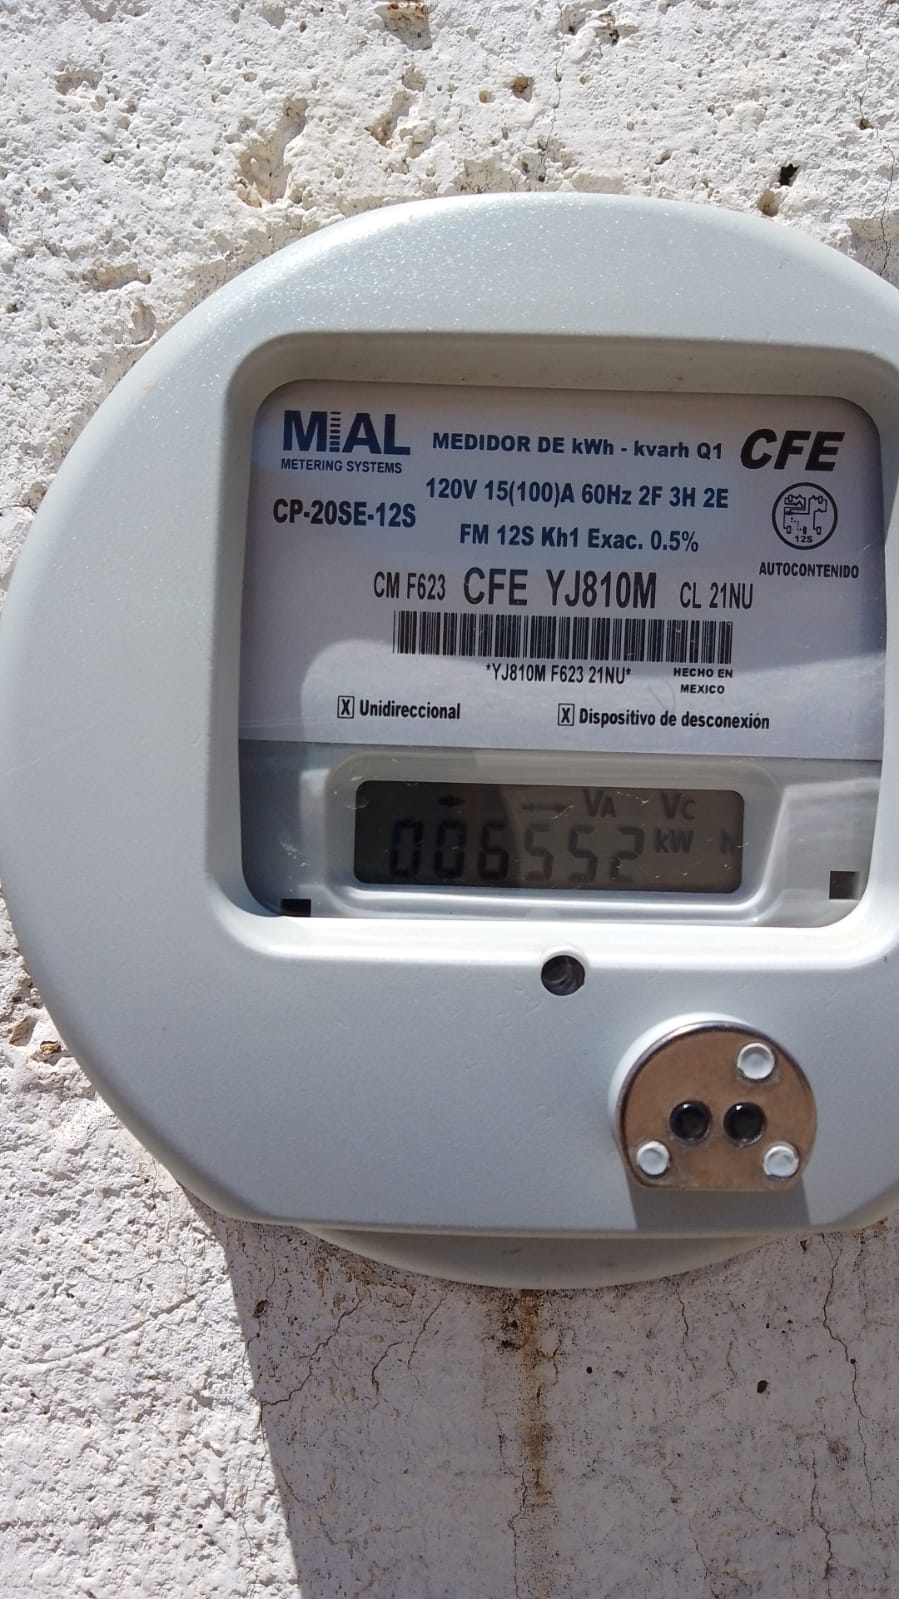 MIAL
METERING SYSTEMS
MEDIDOR DE kWh - kvarh Q1
CFE
CP-20SE-12S
120V 15(100)A 60Hz 2F 3H 2E
FM 12S Kh1 Exac. 0.5%
12S
AUTOCONTENIDO
CM F623 CFE YJ810M CL 21NU
*YJ810M F623 21NU*
HECHO EN
MEXICO
X Unidireccional
X Dispositivo de desconexión
VA VC
006552 kW h